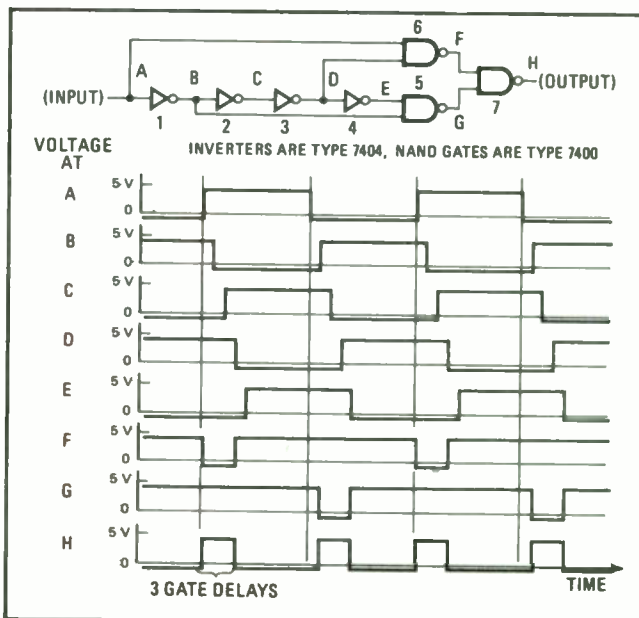 6
A
B
C
D
E
5
F
G
7
H
(INPUT)
(OUTPUT)
1
2
3
4
INVERTERS ARE TYPE 7404, NAND GATES ARE TYPE 7400
VOLTAGE
AT
A
5 V
0
B
5 V
0
C
5 V
0
D
5 V
0
E
5 V
0
F
5 V
0
G
5 V
0
H
5 V
0
3 GATE DELAYS
TIME